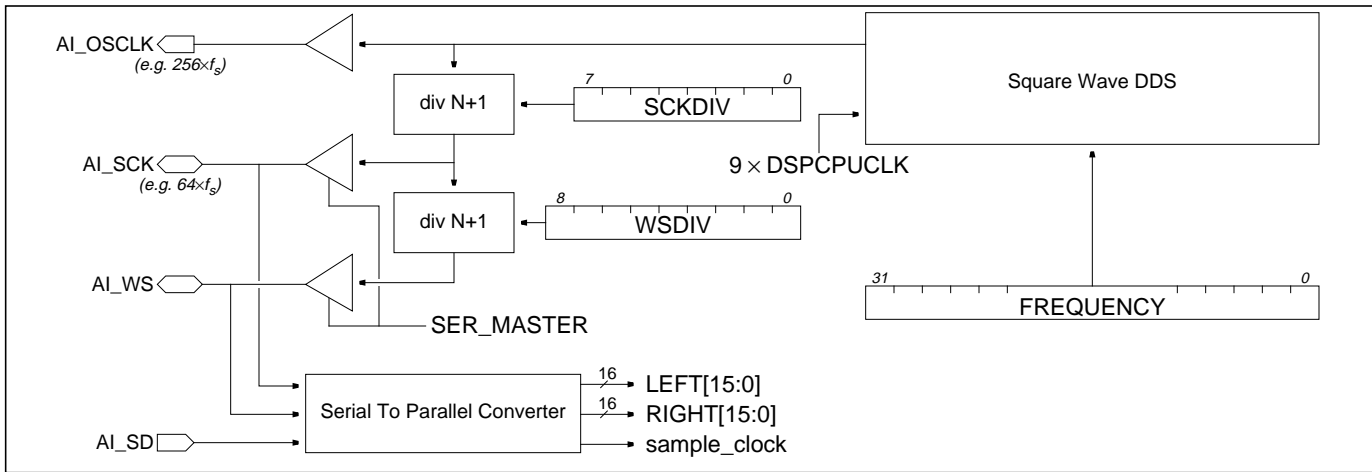 AI_OSCLK
(e.g. 256×fs)
div N+1
7 0
SCKDIV
Square Wave DDS
AI_SCK
(e.g. 64×fs)
9 × DSPCPUCLK
div N+1
8 0
WSDIV
AI_WS
31 0
FREQUENCY
SER_MASTER
Serial To Parallel Converter
16 LEFT[15:0]
16 RIGHT[15:0]
AI_SD
sample_clock